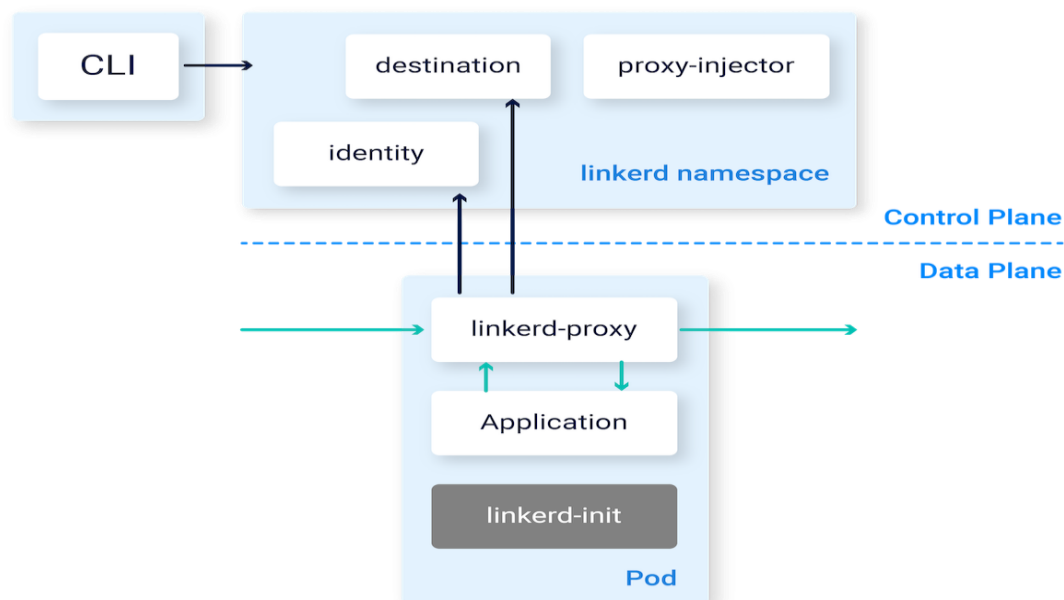 CLI
destination
proxy-injector
identity
linkerd namespace
Control Plane
Data Plane
linkerd-proxy
Application
linkerd-init
Pod